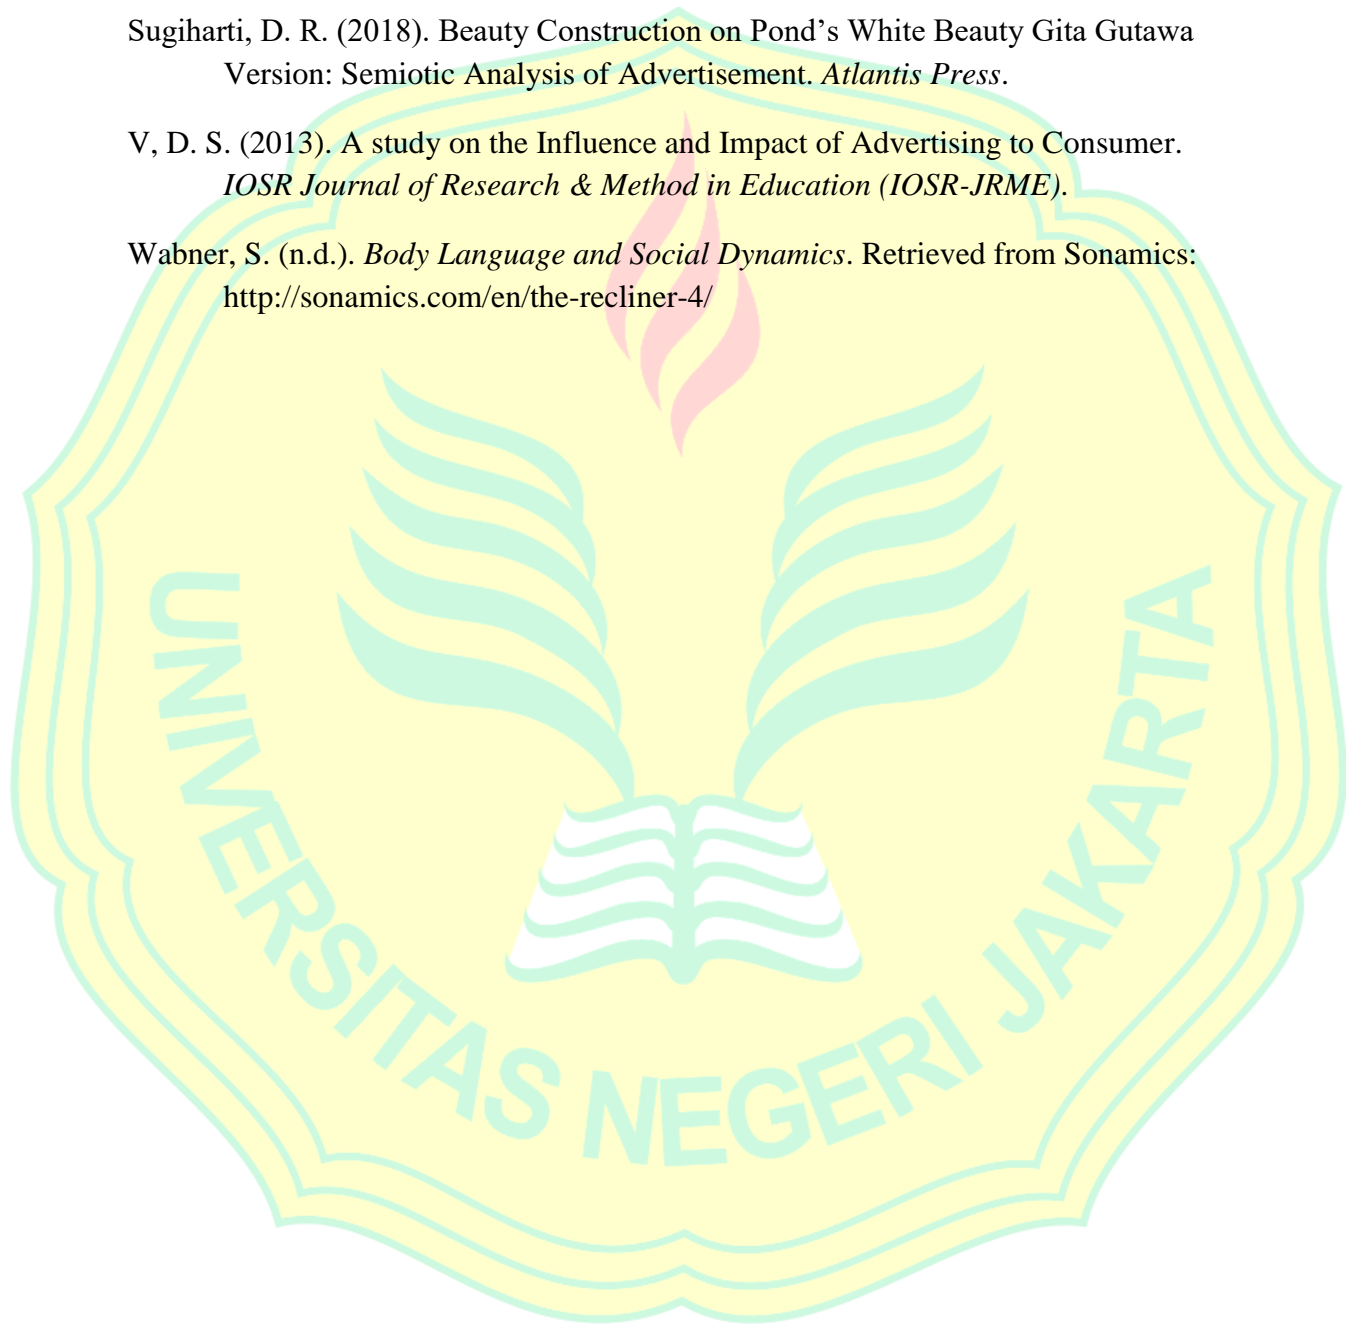 Sugiharti, D. R. (2018). Beauty Construction on Pond’s White Beauty Gita Gutawa
Version: Semiotic Analysis of Advertisement. Atlantis Press.
V, D. S. (2013). A study on the Influence and Impact of Advertising to Consumer.
IOSR Journal of Research & Method in Education (IOSR-JRME).
Wabner, S. (n.d.). Body Language and Social Dynamics. Retrieved from Sonamics:
http://sonamics.com/en/the-recliner-4/
UNIVERSITAS NEGERI JAKARTA